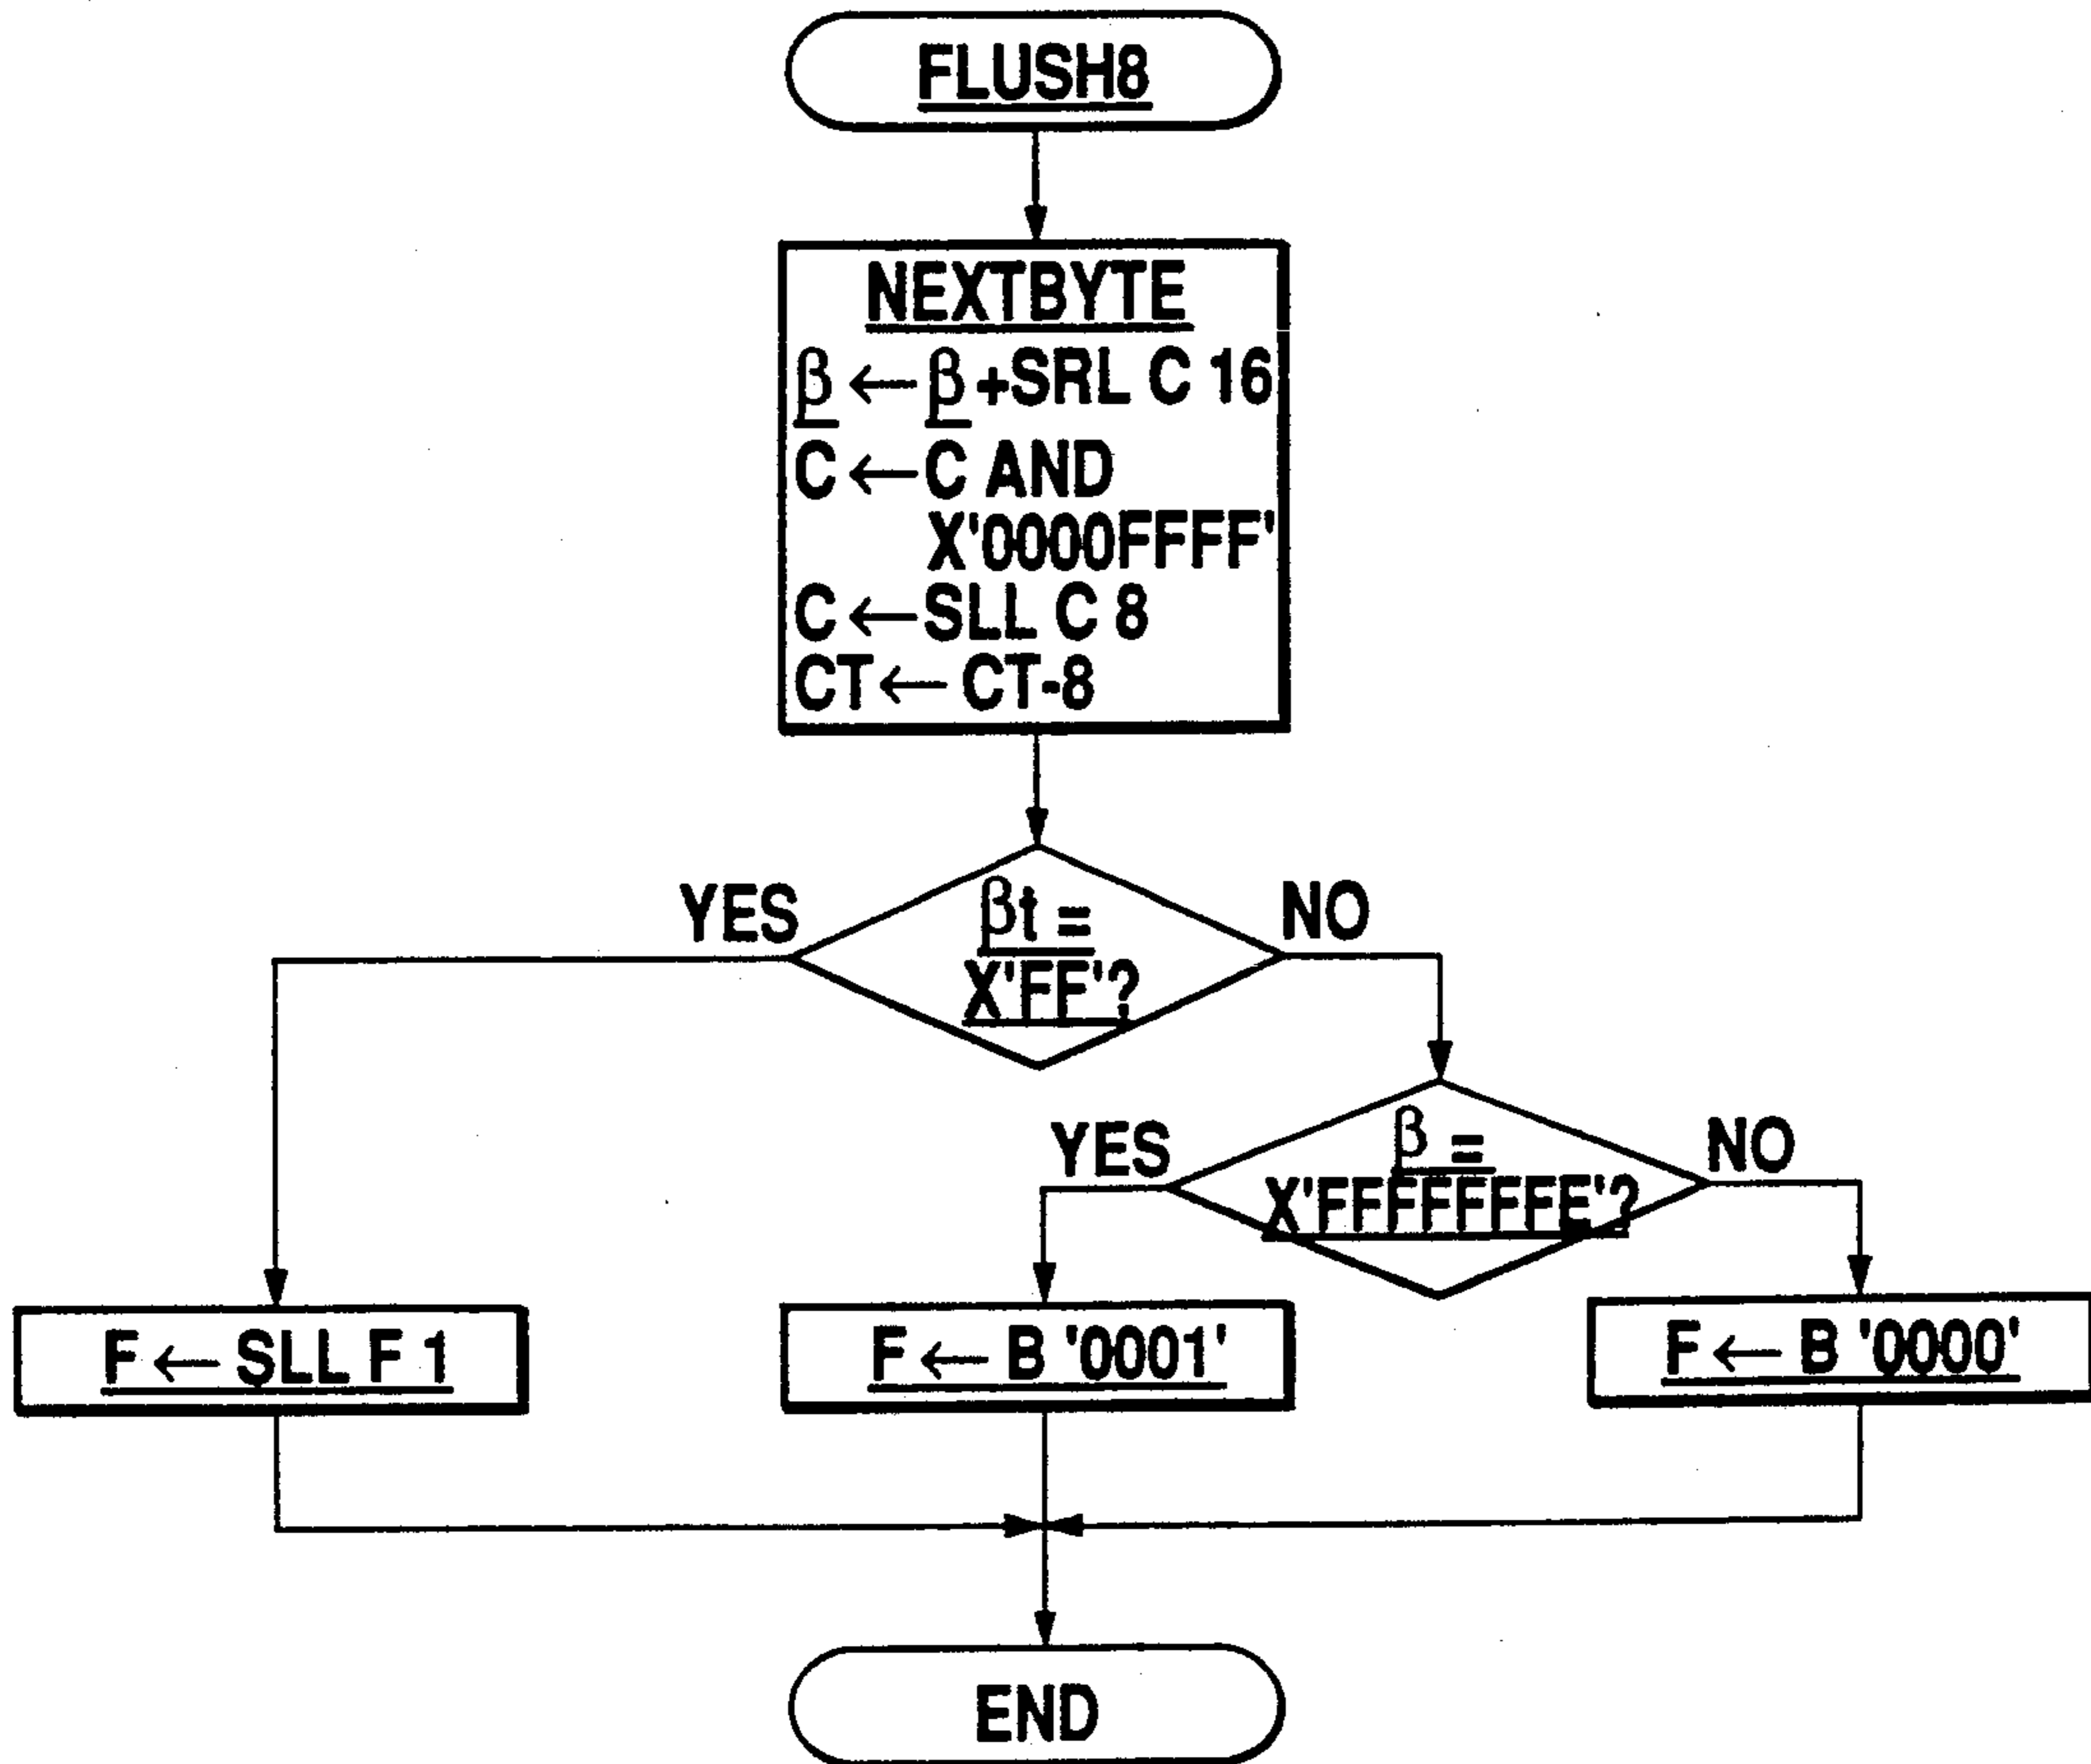 FLUSH8
NEXTBYTE
β ← β +SRL C 16
C ← C AND
X'0000FFFF'
C ← SLL C 8
CT ← CT-8
YES
βt =
X'FF'?
NO
YES
β =
X'FFFFFFFE'?
NO
F ← SLL F 1
F ← B '0001'
F ← B '0000'
END